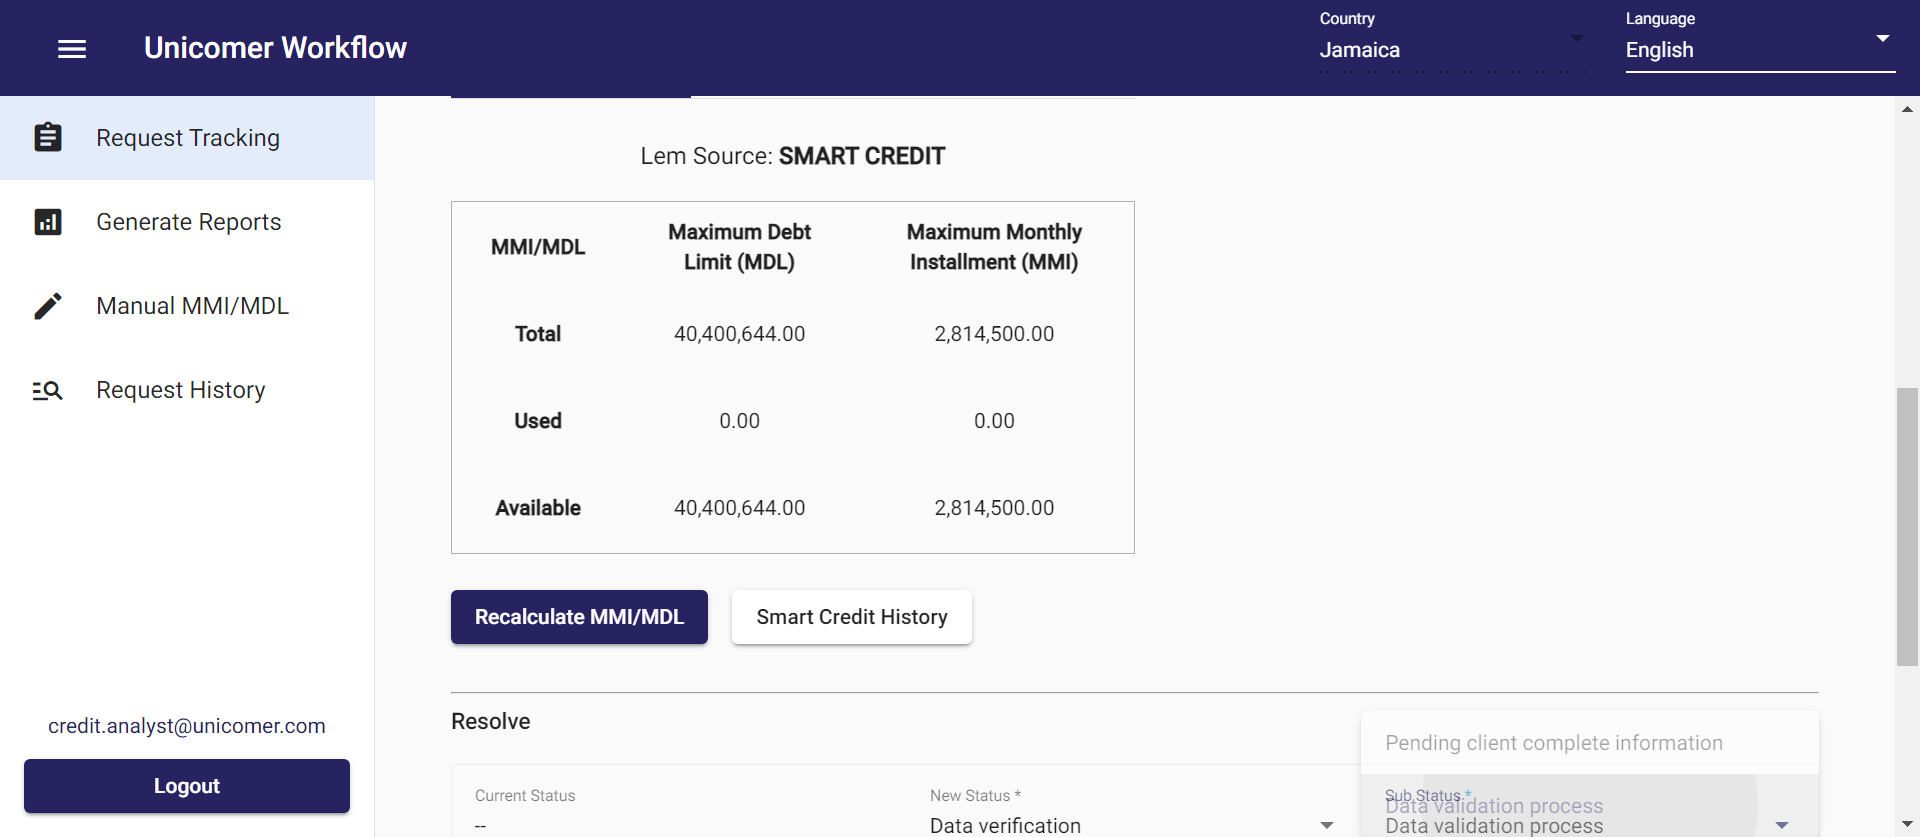 Unicomer Workflow
Country
Jamaica
Language
English
Request Tracking
Generate Reports
Manual MMI/MDL
Request History
credit.analyst@unicomer.com
Logout
Lem Source: SMART CREDIT
MMI/MDL
Maximum Debt
Limit (MDL)
Maximum Monthly
Installment (MMI)
Total
40,400,644.00
2,814,500.00
Used
0.00
0.00
Available
40,400,644.00
2,814,500.00
Recalculate MMI/MDL
Smart Credit History
Resolve
Current Status
--
New Status *
Data verification
Pending client complete information
Sub Status *
Data validation process
Data validation process